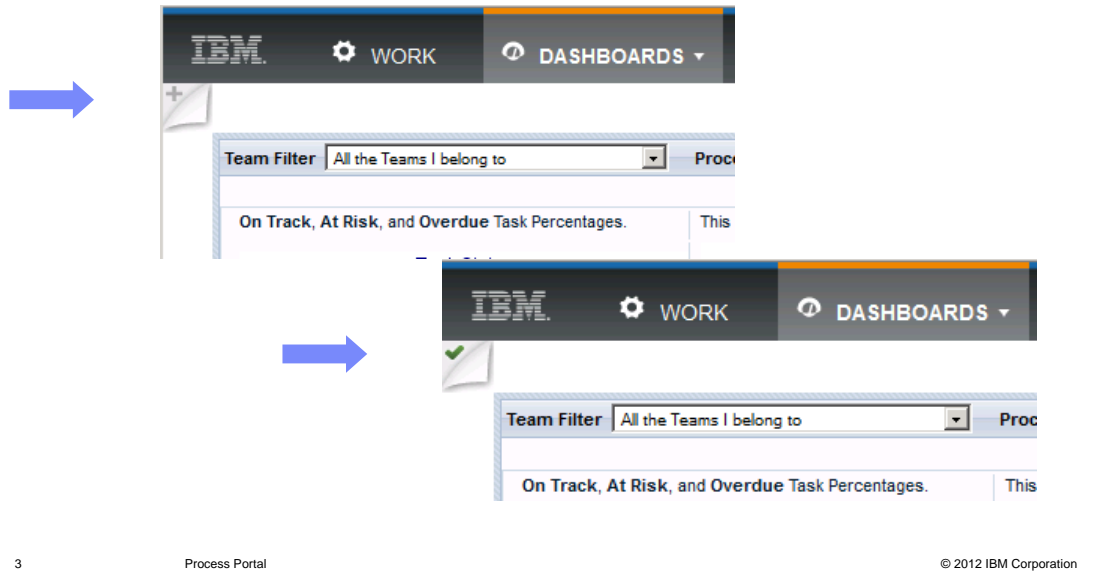 IBM. WORK DASHBOARDS
Team Filter All the Teams I belong to Proc
On Track, At Risk, and Overdue Task Percentages. This
IBM. WORK DASHBOARDS
Team Filter All the Teams I belong to Proc
On Track, At Risk, and Overdue Task Percentages. This
3 Process Portal © 2012 IBM Corporation